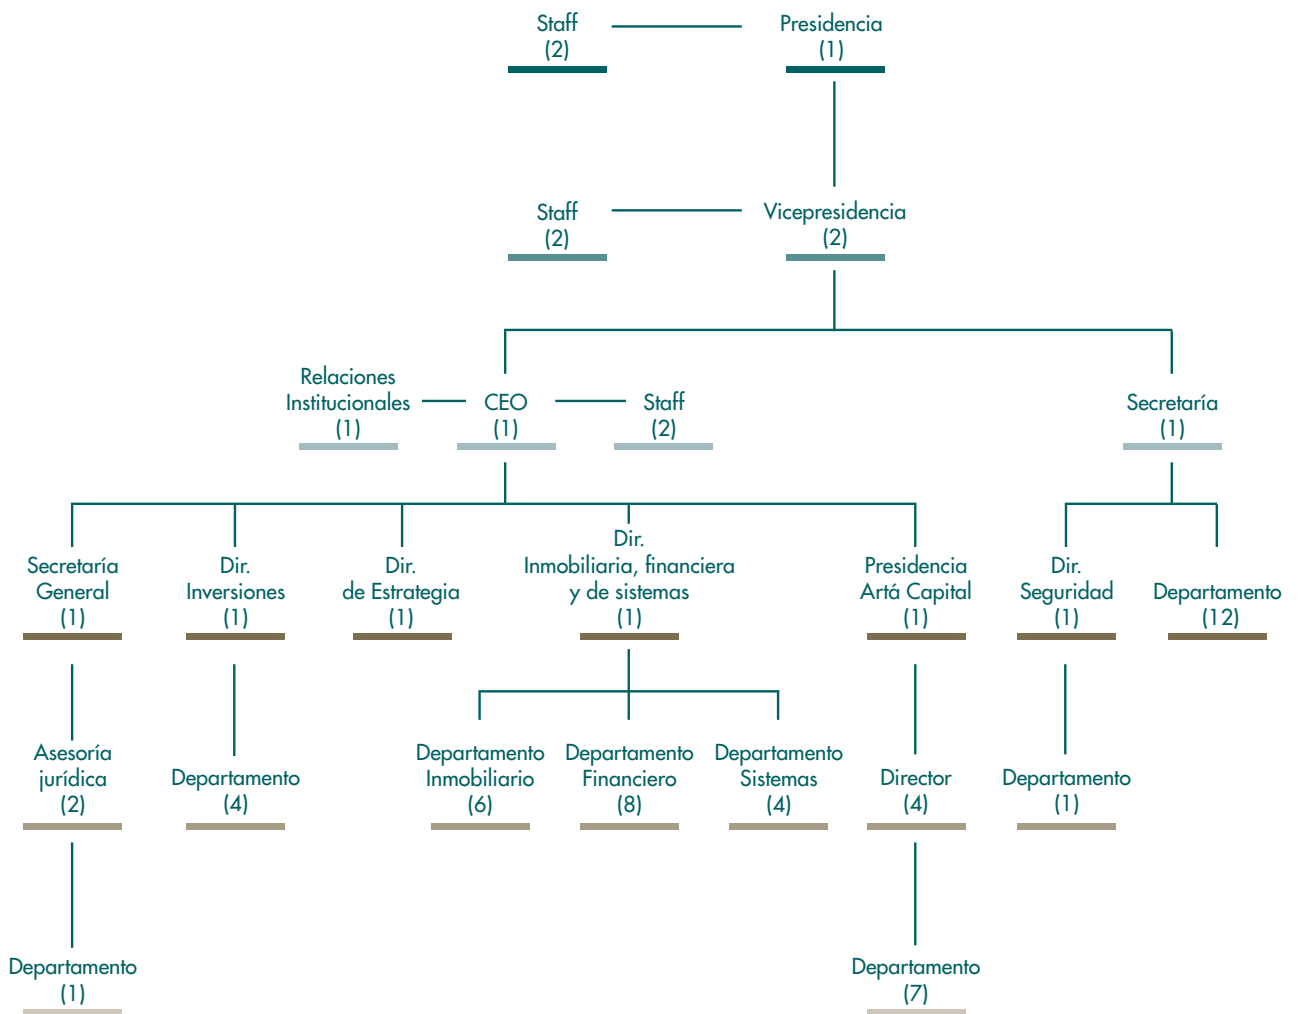 Staff
(2)
Presidencia
(1)
Staff
(2)
Vicepresidencia
(2)
Relaciones
Institucionales
(1)
CEO
(1)
Staff
(2)
Secretaría
(1)
Secretaría
General
(1)
Dir.
Inversiones
(1)
Dir.
de Estrategia
(1)
Dir.
Inmobiliaria, financiera
y de sistemas
(1)
Presidencia
Artá Capital
(1)
Dir.
Seguridad
(1)
Departamento
(12)
Asesoría
jurídica
(2)
Departamento
(4)
Departamento
Inmobiliario
(6)
Departamento
Financiero
(8)
Departamento
Sistemas
(4)
Director
(4)
Departamento
(1)
Departamento
(1)
Departamento
(7)